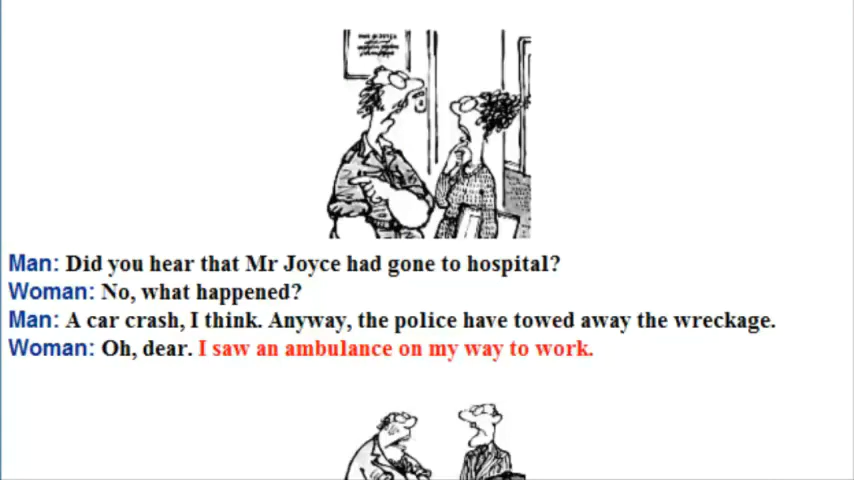 Man: Did you hear that Mr Joyce had gone to hospital?
Woman: No, what happened?
Man: A car crash, I think. Anyway, the police have towed away the wreckage.
Woman: Oh, dear. I saw an ambulance on my way to work.